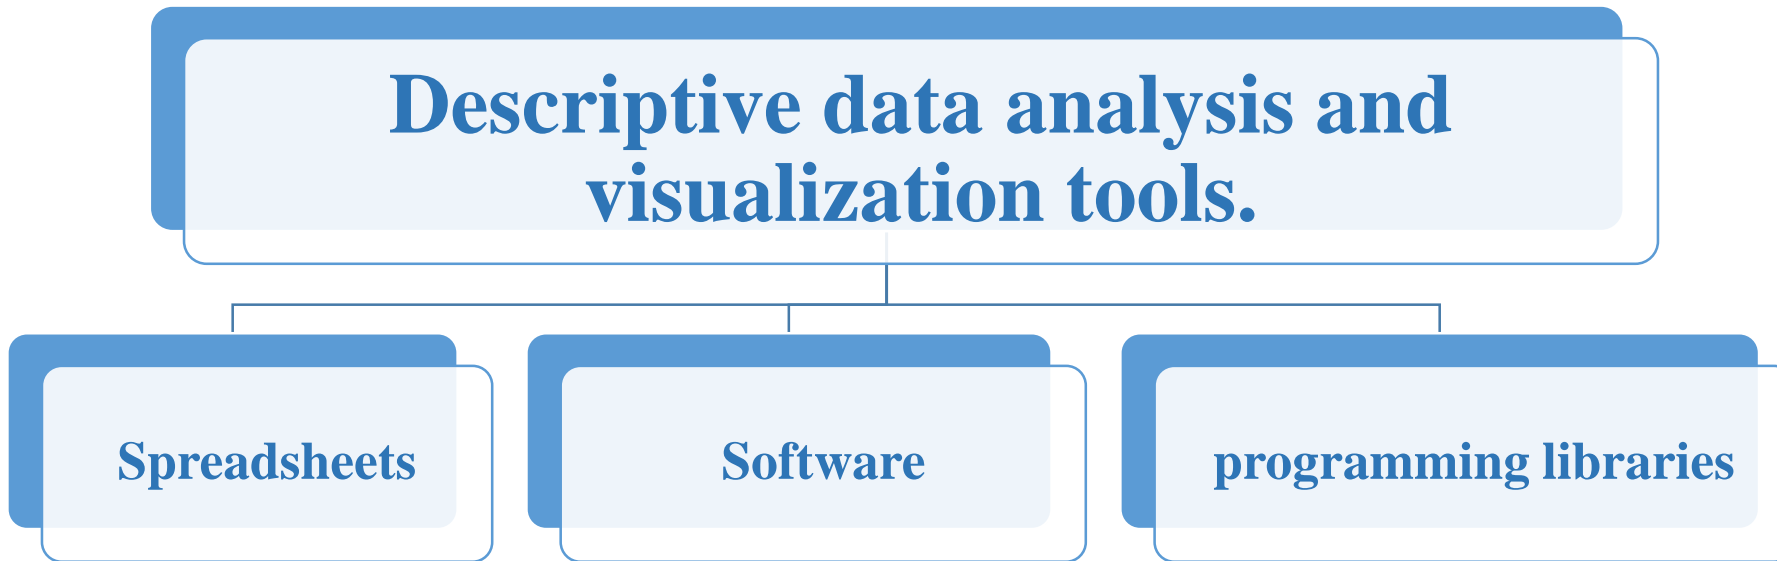 Descriptive data analysis and
visualization tools.
Spreadsheets
Software
programming libraries